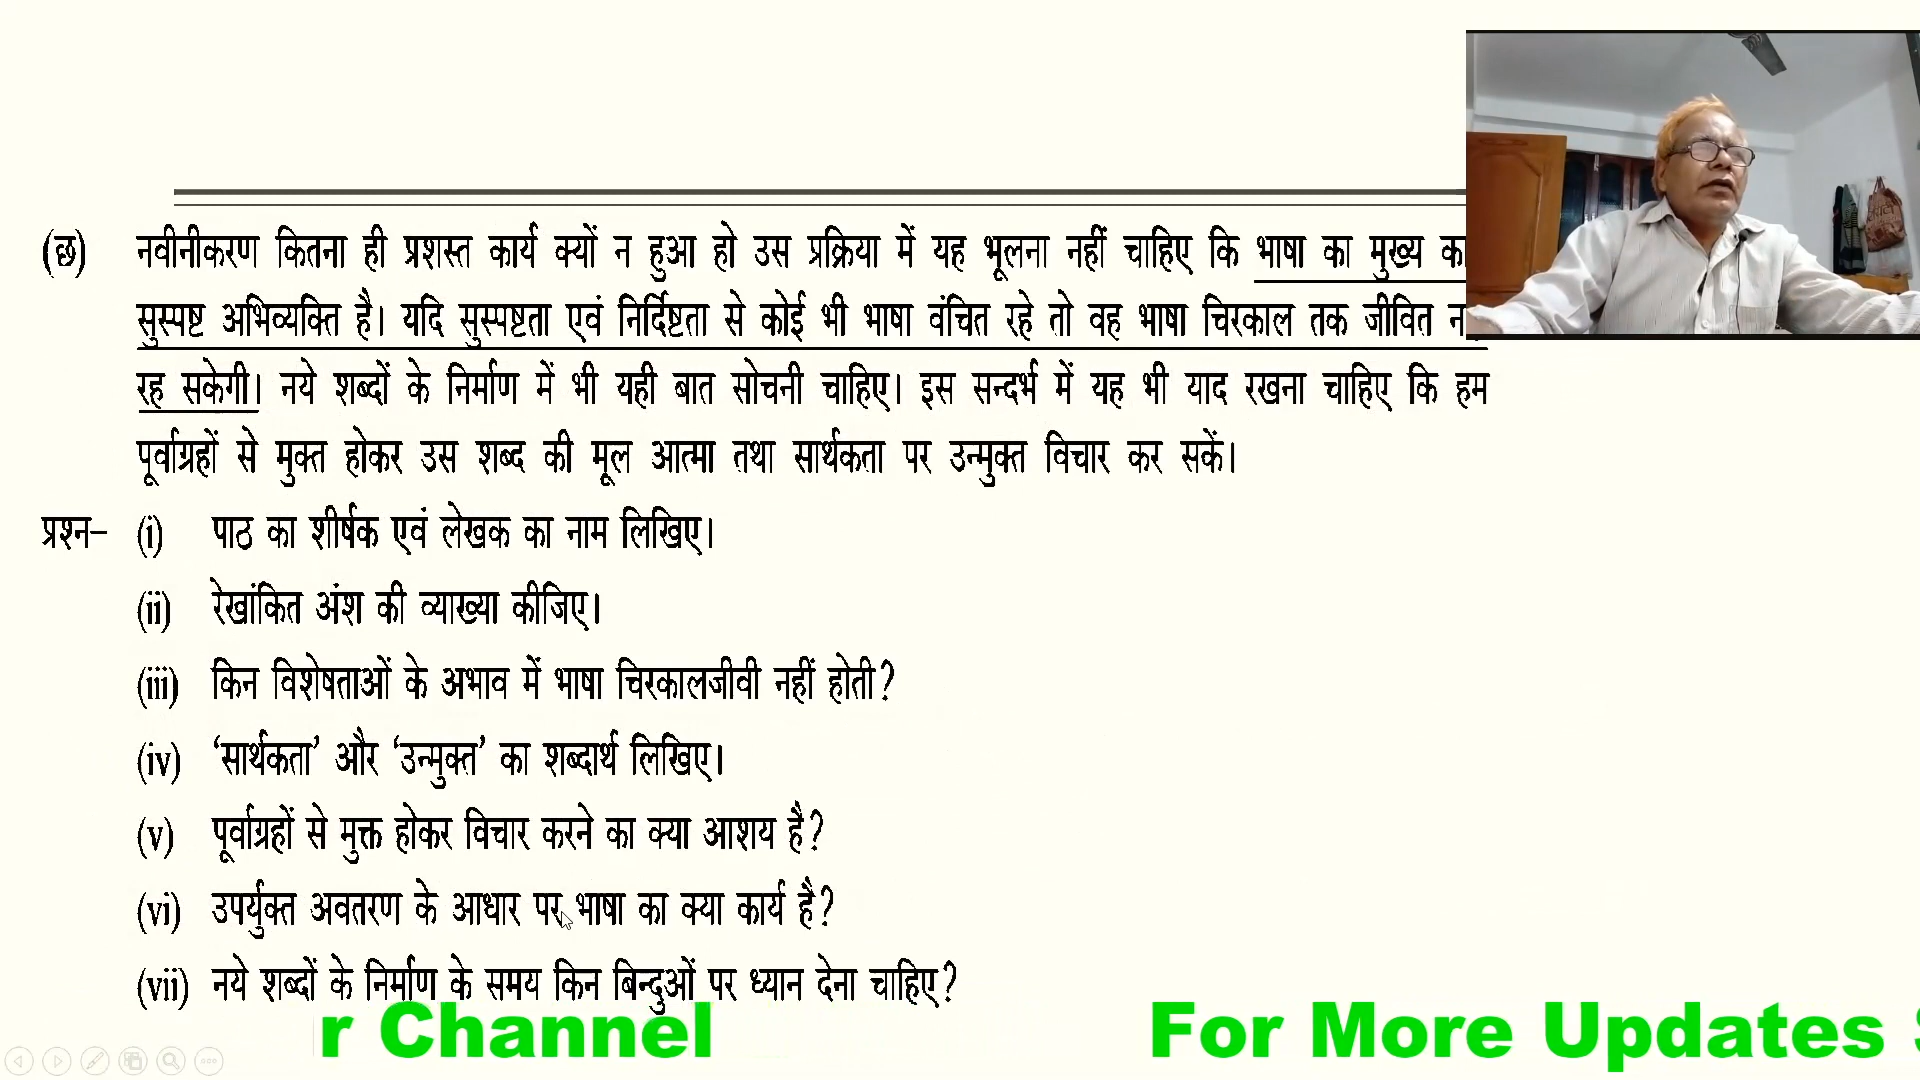 (छ) नवीनीकरण कितना ही प्रशस्त कार्य क्यों न हुआ हो उस प्रक्रिया में यह भूलना नहीं चाहिए कि भाषा का मुख्य
सुस्पष्ट अभिव्यक्ति है। यदि सुस्पष्टता एवं निर्दिष्टता से कोई भी भाषा वंचित रहे तो वह भाषा चिरकाल तक जीवित
रह सकेगी। नये शब्दों के निर्माण में भी यही बात सोचनी चाहिए। इस सन्दर्भ में यह भी याद रखना चाहिए कि हम
पूर्वाग्रहों से मुक्त होकर उस शब्द की मूल आत्मा तथा सार्थकता पर उन्मुक्त विचार कर सकें।
प्रश्न– (i) पाठ का शीर्षक एवं लेखक का नाम लिखिए।
(ii) रेखांकित अंश की व्याख्या कीजिए।
(iii) किन विशेषताओं के अभाव में भाषा चिरकालजीवी नहीं होती?
(iv) ‘सार्थकता’ और ‘उन्मुक्त’ का शब्दार्थ लिखिए।
(v) पूर्वाग्रहों से मुक्त होकर विचार करने का क्या आशय है?
(vi) उपर्युक्त अवतरण के आधार पर भाषा का क्या कार्य है?
(vii) नये शब्दों के निर्माण के समय किन बिन्दुओं पर ध्यान देना चाहिए?
r Channel For More Updates